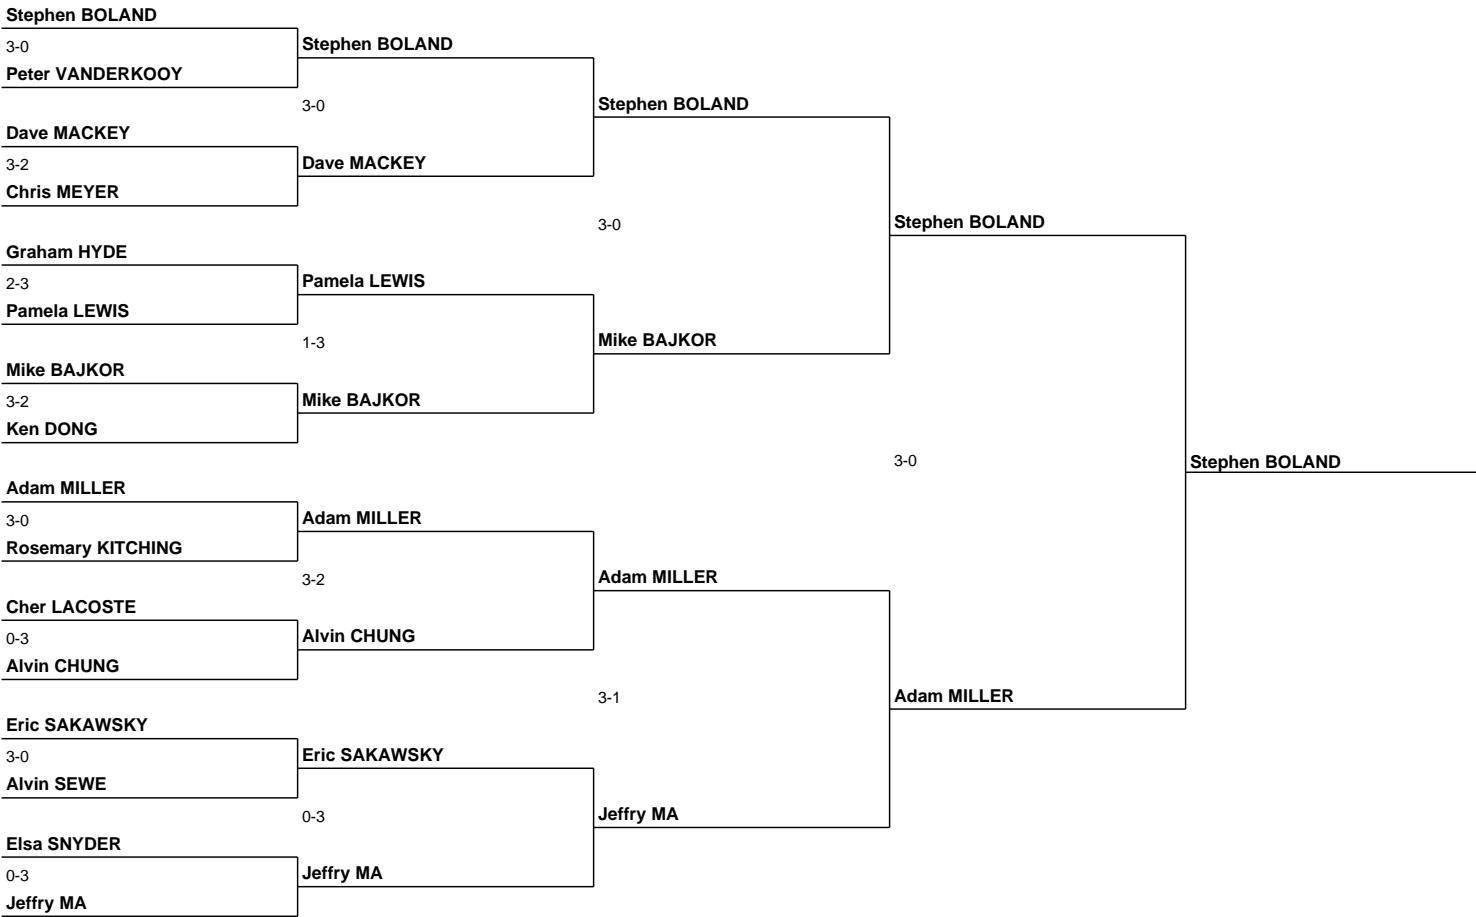 Stephen BOLAND
3-0
Peter VANDERKOOY
Dave MACKEY
3-2
Chris MEYER
Graham HYDE
2-3
Pamela LEWIS
Mike BAJKOR
3-2
Ken DONG
Adam MILLER
3-0
Rosemary KITCHING
Cher LACOSTE
0-3
Alvin CHUNG
Eric SAKAWSKY
3-0
Alvin SEWE
Elsa SNYDER
0-3
Jeffry MA
Stephen BOLAND
3-0
Dave MACKEY
Pamela LEWIS
1-3
Mike BAJKOR
Adam MILLER
3-2
Alvin CHUNG
Eric SAKAWSKY
0-3
Jeffry MA
Stephen BOLAND
3-0
Mike BAJKOR
Adam MILLER
3-1
Jeffry MA
Stephen BOLAND
3-0
Adam MILLER
Stephen BOLAND